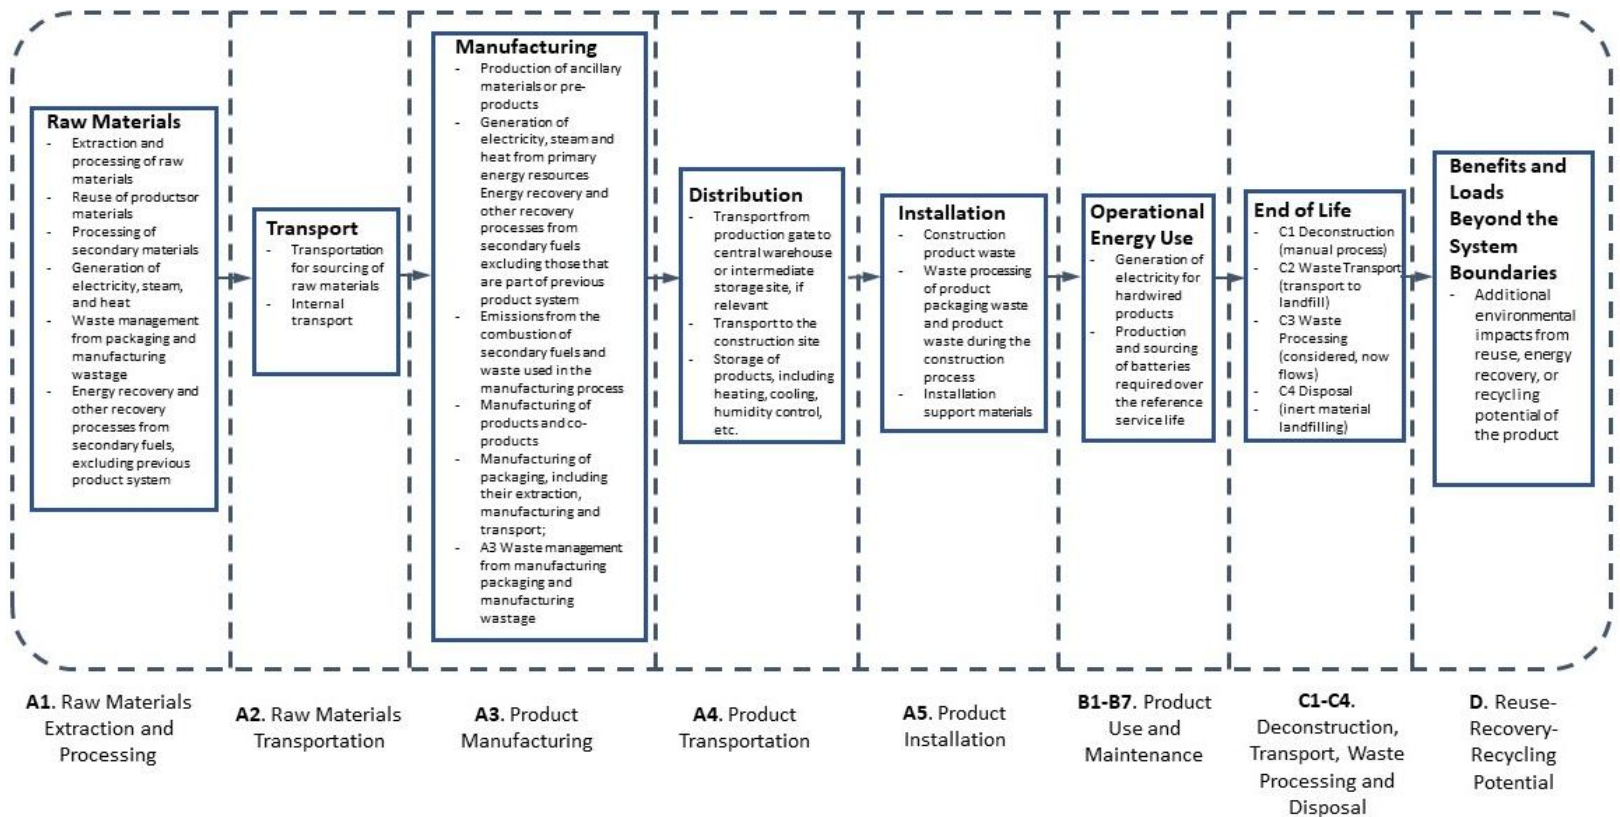 Raw Materials
- Extraction and
processing of raw
materials
- Reuse of productsor
materials
- Processing of
secondary materials
- Generation of
electricity, steam,
and heat
- Waste management
from packaging and
manufacturing
wastage
- Energy recovery and
other recovery
processes from
secondary fuels,
excluding previous
product system
Transport
- Transportation
for sourcing of
raw materials
- Internal
transport
Manufacturing
- Production of ancillary
materials or pre-
products
- Generation of
electricity, steam and
heat from primary
energy resources
Energy recovery and
other recovery
processes from
secondary fuels
excluding those that
are part of previous
product system
- Emissions from the
combustion of
secondary fuels and
waste used in the
manufacturing process
- Manufacturing of
products and co-
products
- Manufacturing of
packaging, including
their extraction,
manufacturing and
transport;
- A3 Waste management
from manufacturing
packaging and
manufacturing
wastage
Distribution
- Transport from
production gate to
central warehouse
or intermediate
storage site, if
relevant
- Transport to the
construction site
- Storage of
products, including
heating, cooling,
humidity control,
etc.
Installation
- Construction
product waste
- Waste processing
of product
packaging waste
and product
waste during the
construction
process
- Installation
support materials
Operational
Energy Use
- Generation of
electricity for
hardwired
products
- Production
and sourcing
of batteries
required over
the reference
service life
End of Life
- C1 Deconstruction
(manual process)
- C2 Waste Transport
(transport to
landfill)
- C3 Waste
Processing
(considered, now
flows)
- C4 Disposal
- (inert material
landfilling)
Benefits and
Loads
Beyond the
System
Boundaries
- Additional
environmental
impacts from
reuse, energy
recovery, or
recycling
potential of
the product
A1. Raw Materials
Extraction and
Processing
A2. Raw Materials
Transportation
A3. Product
Manufacturing
A4. Product
Transportation
A5. Product
Installation
B1-B7. Product
Use and
Maintenance
C1-C4.
Deconstruction,
Transport, Waste
Processing and
Disposal
D. Reuse-
Recovery-
Recycling
Potential